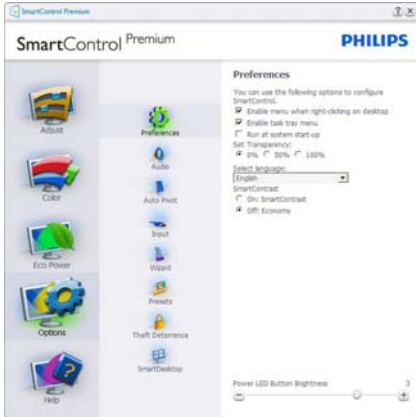 SmartControl Premium
SmartControl Premium
PHILIPS
Adjust
Color
Eco Power
Options
Help
Preferences
Audio
Auto Pivot
Input
Wizard
Presets
Theft Deterrence
SmartDesktop
Preferences
You can use the following options to configure
SmartControl.
Enable menu when right-clicking on desktop
Enable task tray menu
Run at system start-up
Set Transparency:
0% 50% 100%
Select language:
English
SmartContrast
On: SmartContrast
Off: Economy
Power LED Button Brightness 3